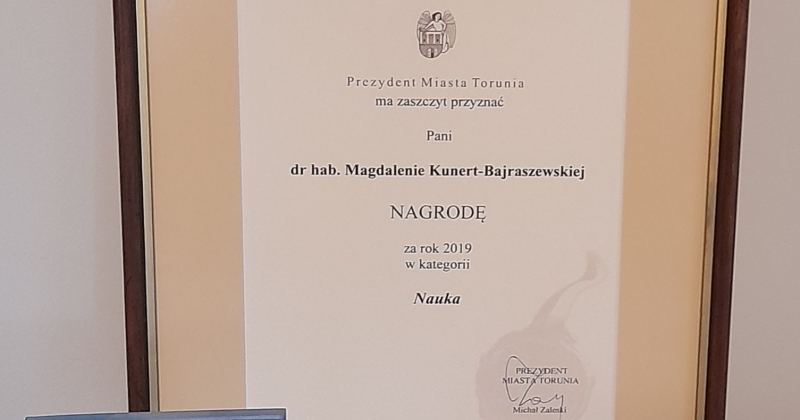 Prezydent Miasta Torunia
ma zaszczyt przyznać
Pani
dr hab. Magdalenie Kunert-Bajraszewskiej
NAGRODĘ
za rok 2019
w kategorii
Nauka
PREZYDENT
MIASTA TORUNIA
Michał Zaleski